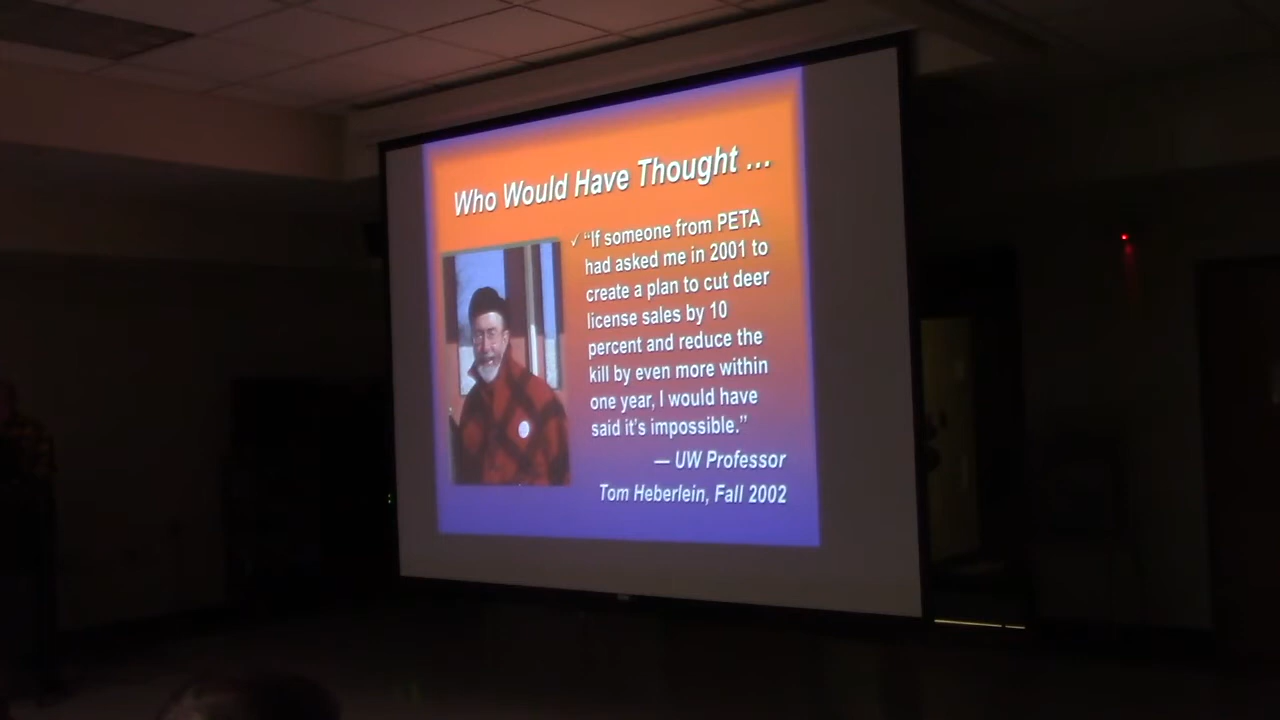 Who Would Have Thought ...
✓ “If someone from PETA
had asked me in 2001 to
create a plan to cut deer
license sales by 10
percent and reduce the
kill by even more within
one year, I would have
said it’s impossible.”
— UW Professor
Tom Heberlein, Fall 2002